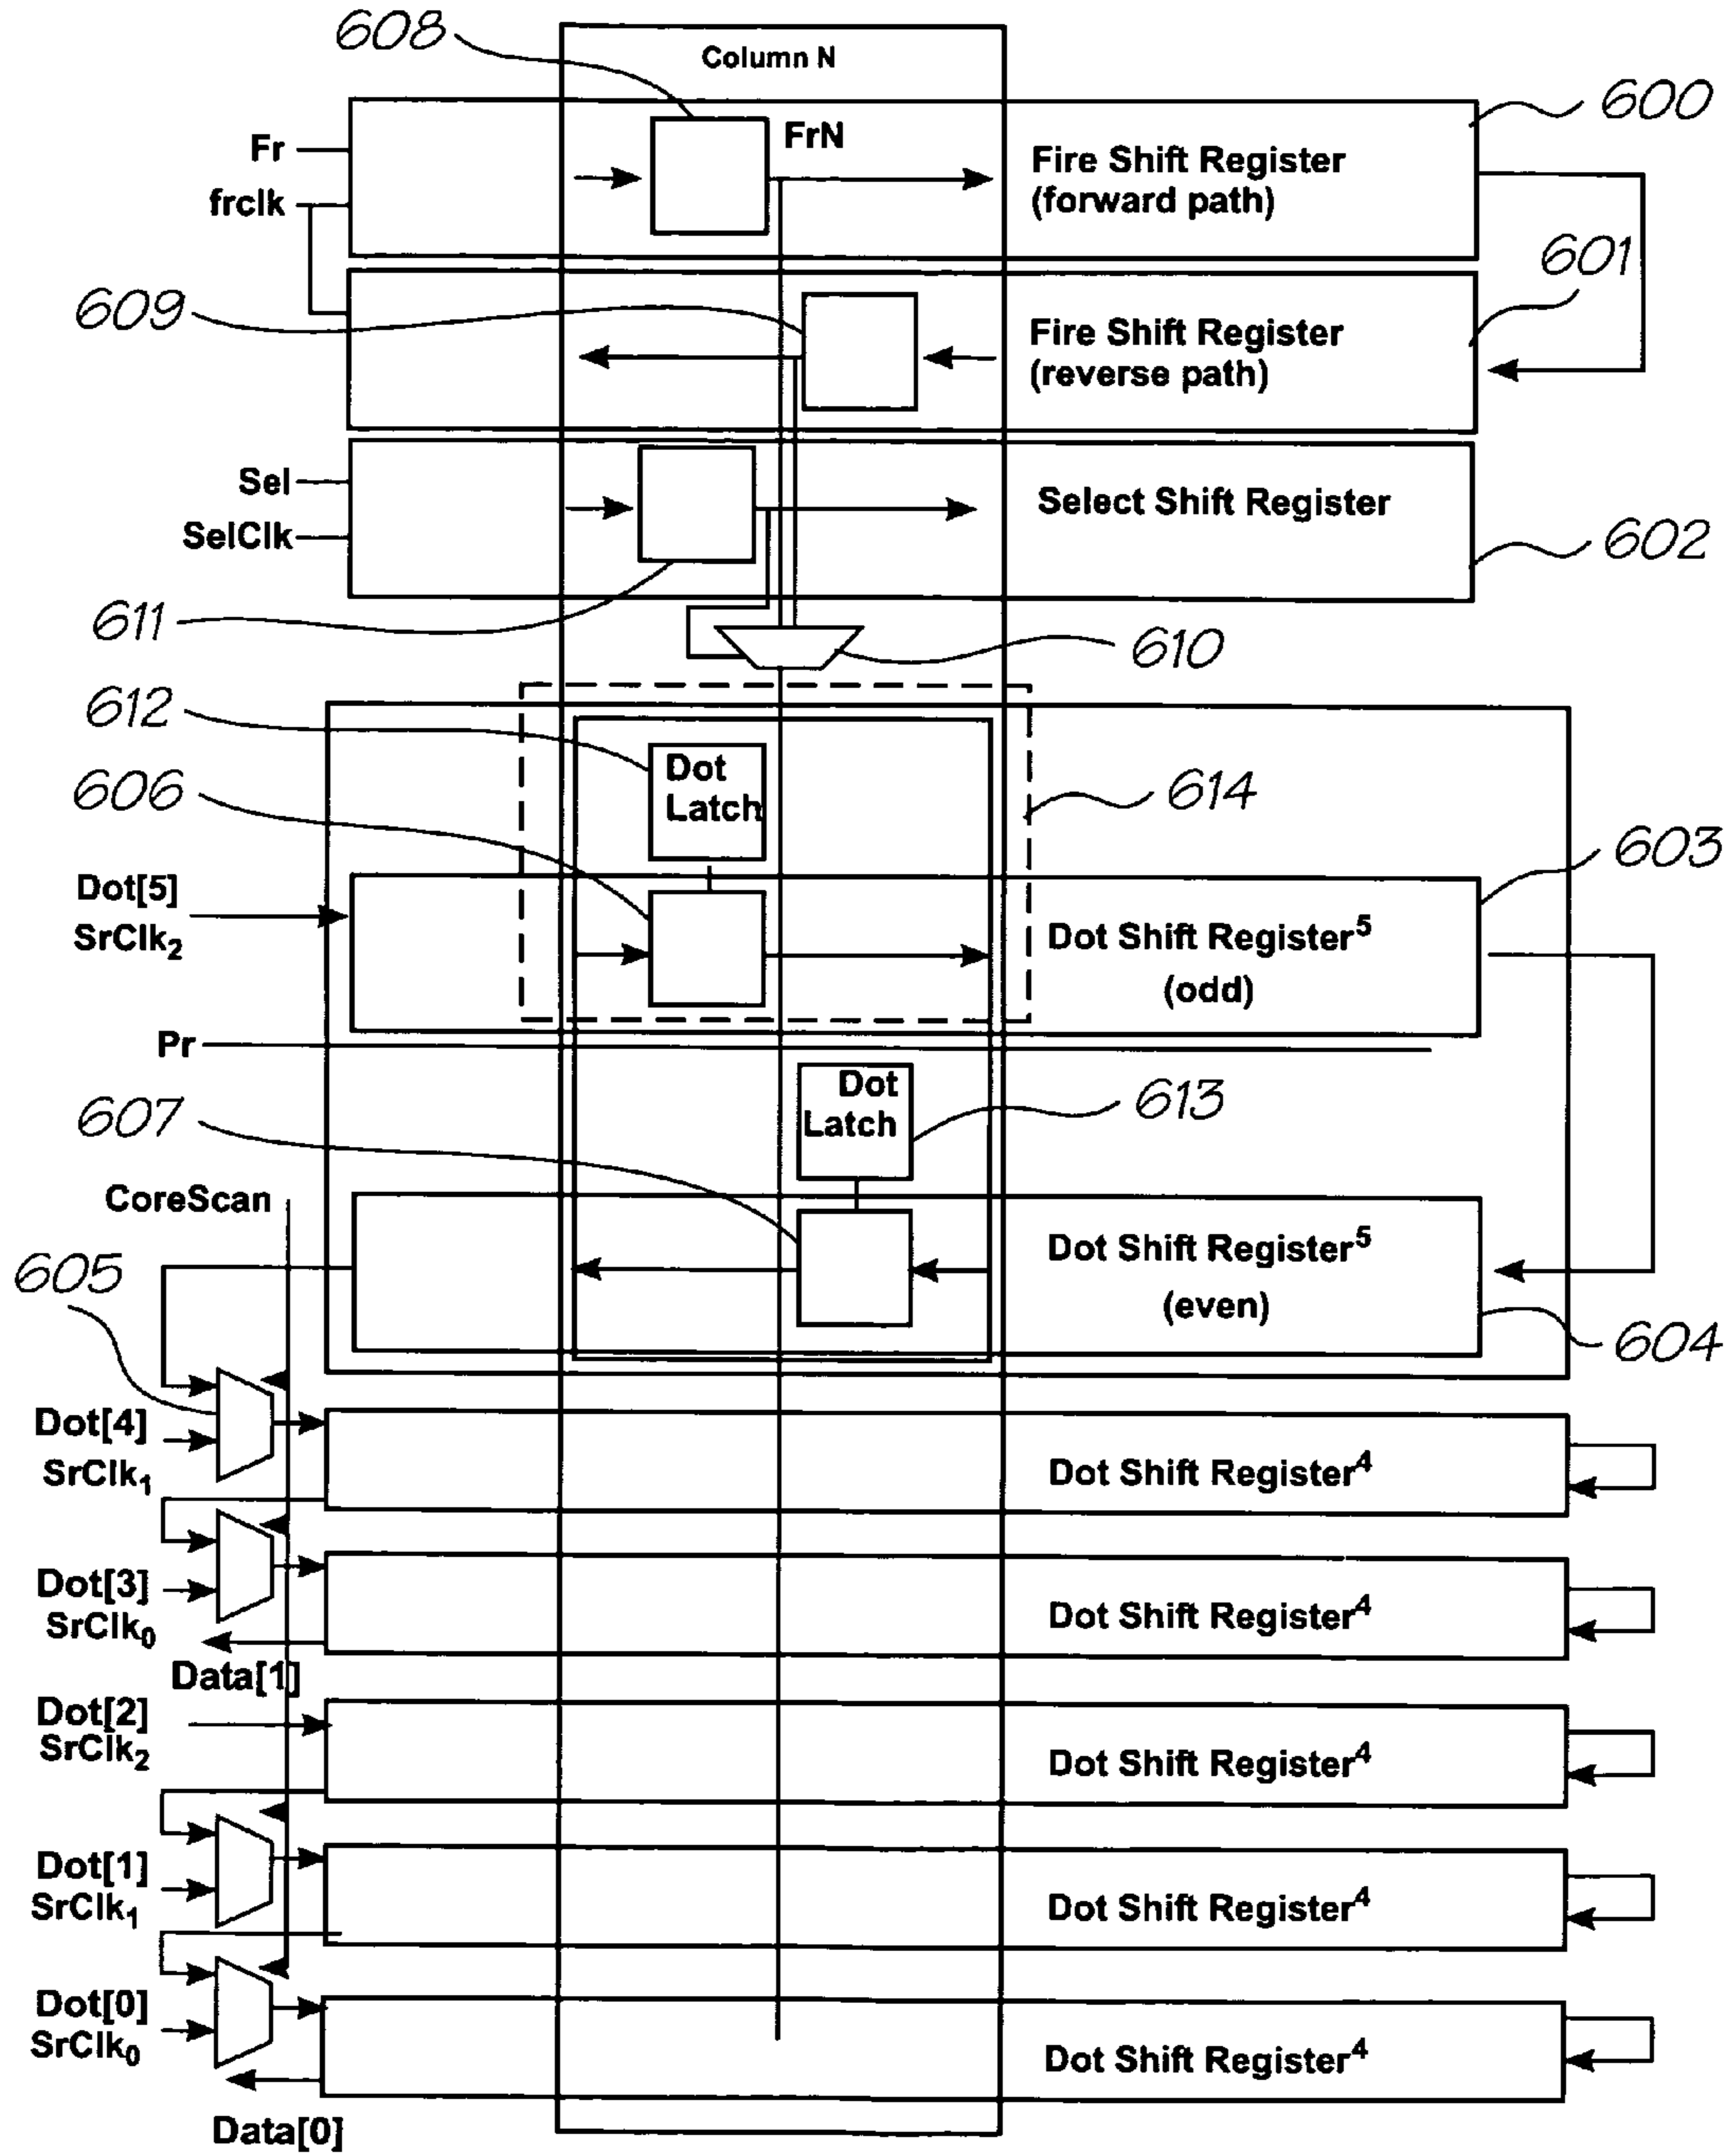 608
Column N
600
Fr
FrN
Fire Shift Register
(forward path)
frclk
601
609
Fire Shift Register
(reverse path)
Sel
Select Shift Register
SelClk
602
611
610
612
Dot
Latch
606
614
603
Dot[5]
SrClk2
Dot Shift Register5
(odd)
Pr
Dot
Latch
613
607
CoreScan
Dot Shift Register5
(even)
605
604
Dot[4]
SrClk1
Dot Shift Register4
Dot[3]
SrClk0
Dot Shift Register4
Data[1]
Dot[2]
SrClk2
Dot Shift Register4
Dot[1]
SrClk1
Dot Shift Register4
Dot[0]
SrClk0
Dot Shift Register4
Data[0]